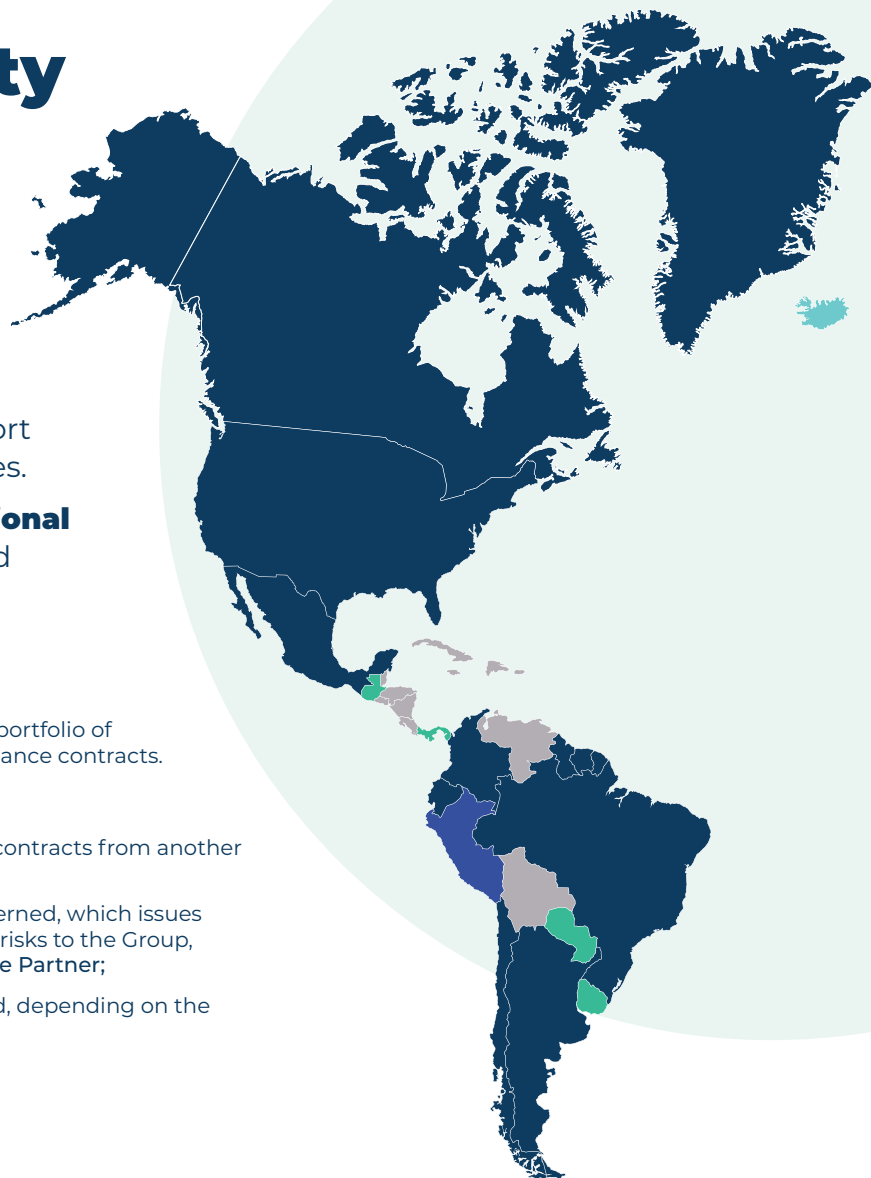 ty
ort
es.
ional
d
portfolio of
ance contracts.
contracts from another
erned, which issues
risks to the Group,
e Partner;
d, depending on the